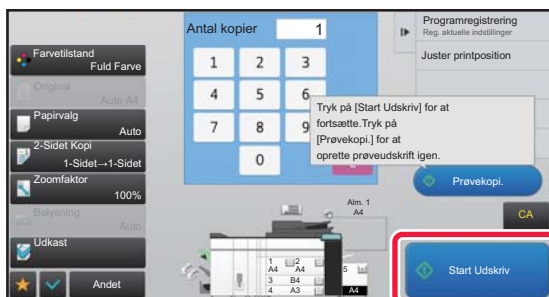 Farvetilstand
Fuld Farve
Original
Auto A4
Papirvalg
Auto
2-Sidet Kopi
1-Sidet→1-Sidet
Zoomfaktor
100%
Belysning
Auto
Udkast
Andet
Antal kopier
1
1 2 3
4 5 6
7 8 9
0
Tryk på [Start Udskriv] for at
fortsætte.Tryk på
[Prøvekopi.] for at
oprette prøveudskrift igen.
Alm. 1
A4
1 2
A4 A4
3 B4
4 A3
5
A4
Programregistrering
Reg. aktuelle indstillinger
Juster printposition
Prøvekopi.
CA
Start Udskriv